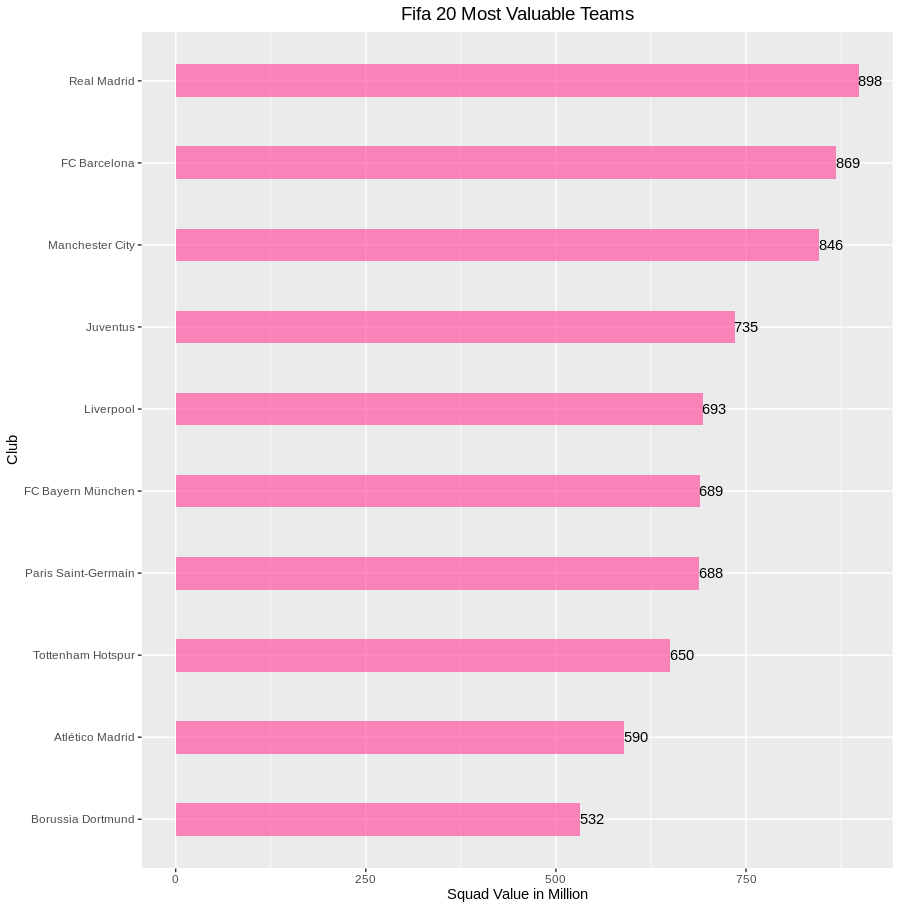 Fifa 20 Most Valuable Teams
Real Madrid 898
FC Barcelona 869
Manchester City 846
Juventus 735
Liverpool 693
Club
FC Bayern München 689
Paris Saint-Germain 688
Tottenham Hotspur 650
Atlético Madrid 590
Borussia Dortmund 532
0 250 500 750
Squad Value in Million